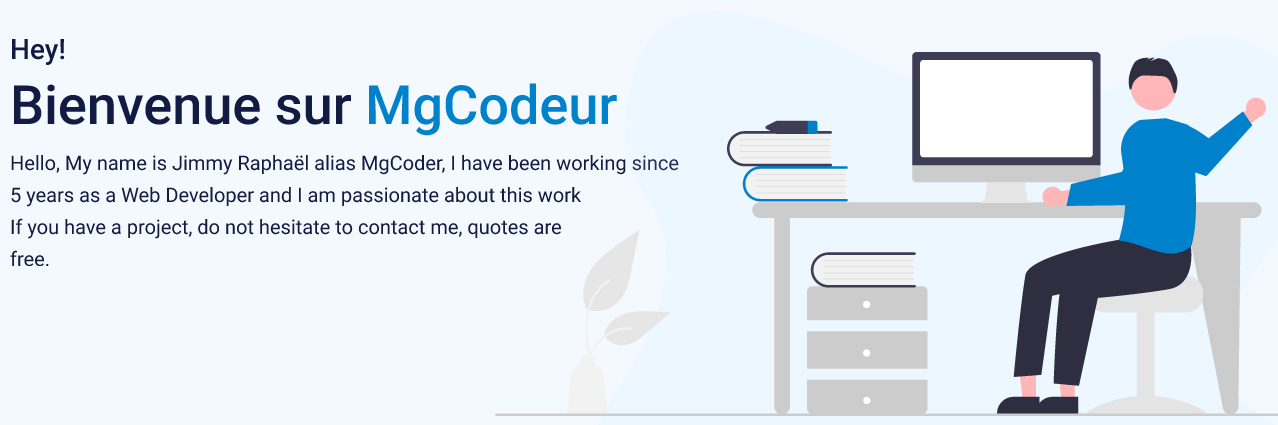 Hey!
Bienvenue sur MgCodeur
Hello, My name is Jimmy Raphaël alias MgCoder, I have been working since
5 years as a Web Developer and I am passionate about this work
If you have a project, do not hesitate to contact me, quotes are
free.